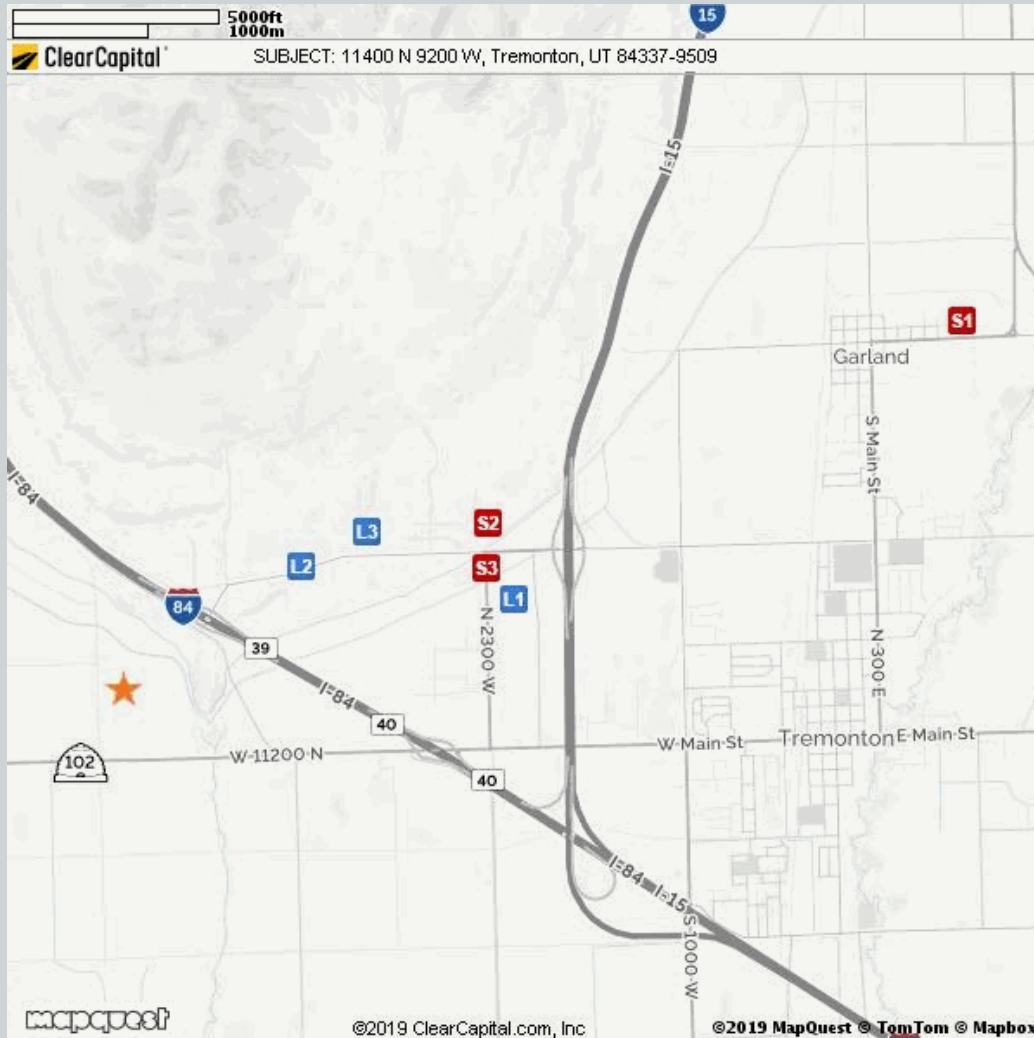 5000ft
1000m
15
ClearCapital
SUBJECT: 11400 N 9200 W, Tremonton, UT 84337-9509
I-15
S1
Garland
S Main St
I-84
L3
S2
L2
S3
L1
84
N 2300 W
39
N 300 E
I-84
40
W 11200 N
W Main St
Tremonton
E Main St
102
40
I-84
I-15
S 1000 W
mapquest
©2019 ClearCapital.com, Inc
©2019 MapQuest © TomTom © Mapbox